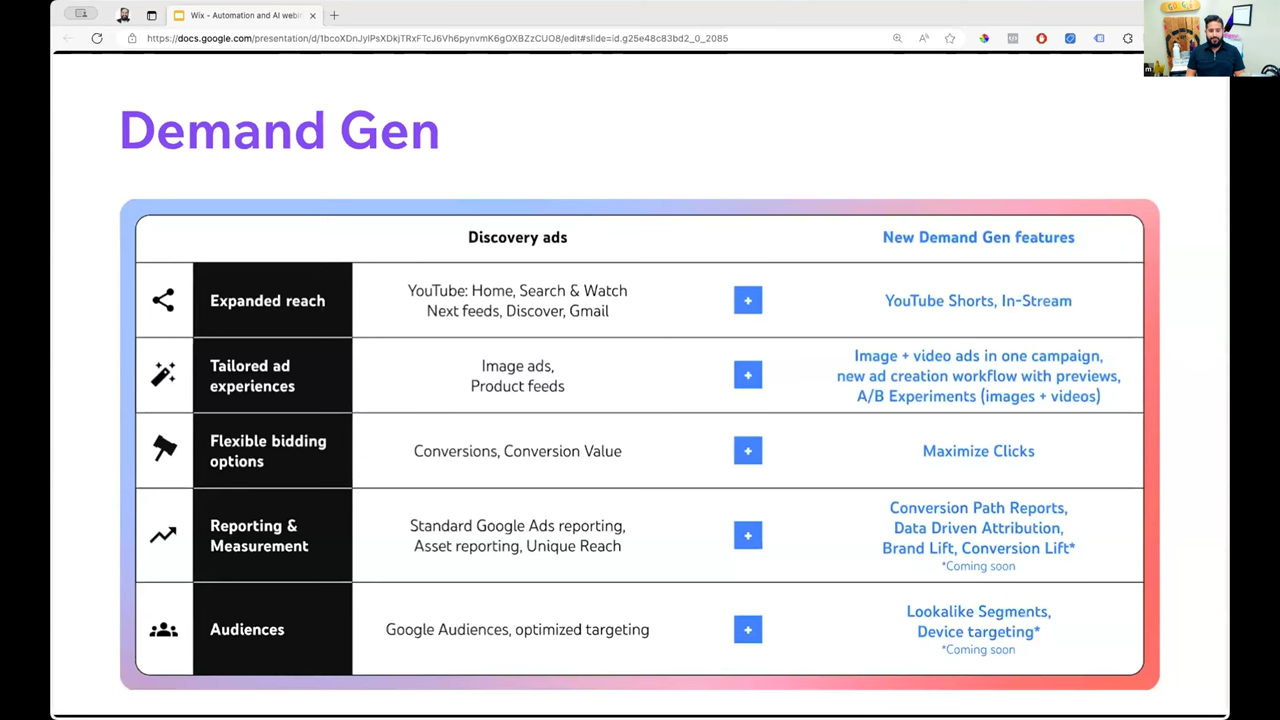 Wix - Automation and AI webin
https://docs.google.com/presentation/d/1bcoXDnJylPsXDkjTRxFTcJ6Vh6pynvmK6gOXBZzCUO8/edit#slide=id.g25e48c83bd2_0_2085
GO GIS
m
Demand Gen
Discovery ads
New Demand Gen features
Expanded reach
YouTube: Home, Search & Watch
Next feeds, Discover, Gmail
+
YouTube Shorts, In-Stream
Tailored ad
experiences
Image ads,
Product feeds
+
Image + video ads in one campaign,
new ad creation workflow with previews,
A/B Experiments (images + videos)
Flexible bidding
options
Conversions, Conversion Value
+
Maximize Clicks
Reporting &
Measurement
Standard Google Ads reporting,
Asset reporting, Unique Reach
+
Conversion Path Reports,
Data Driven Attribution,
Brand Lift, Conversion Lift*
*Coming soon
Audiences
Google Audiences, optimized targeting
+
Lookalike Segments,
Device targeting*
*Coming soon